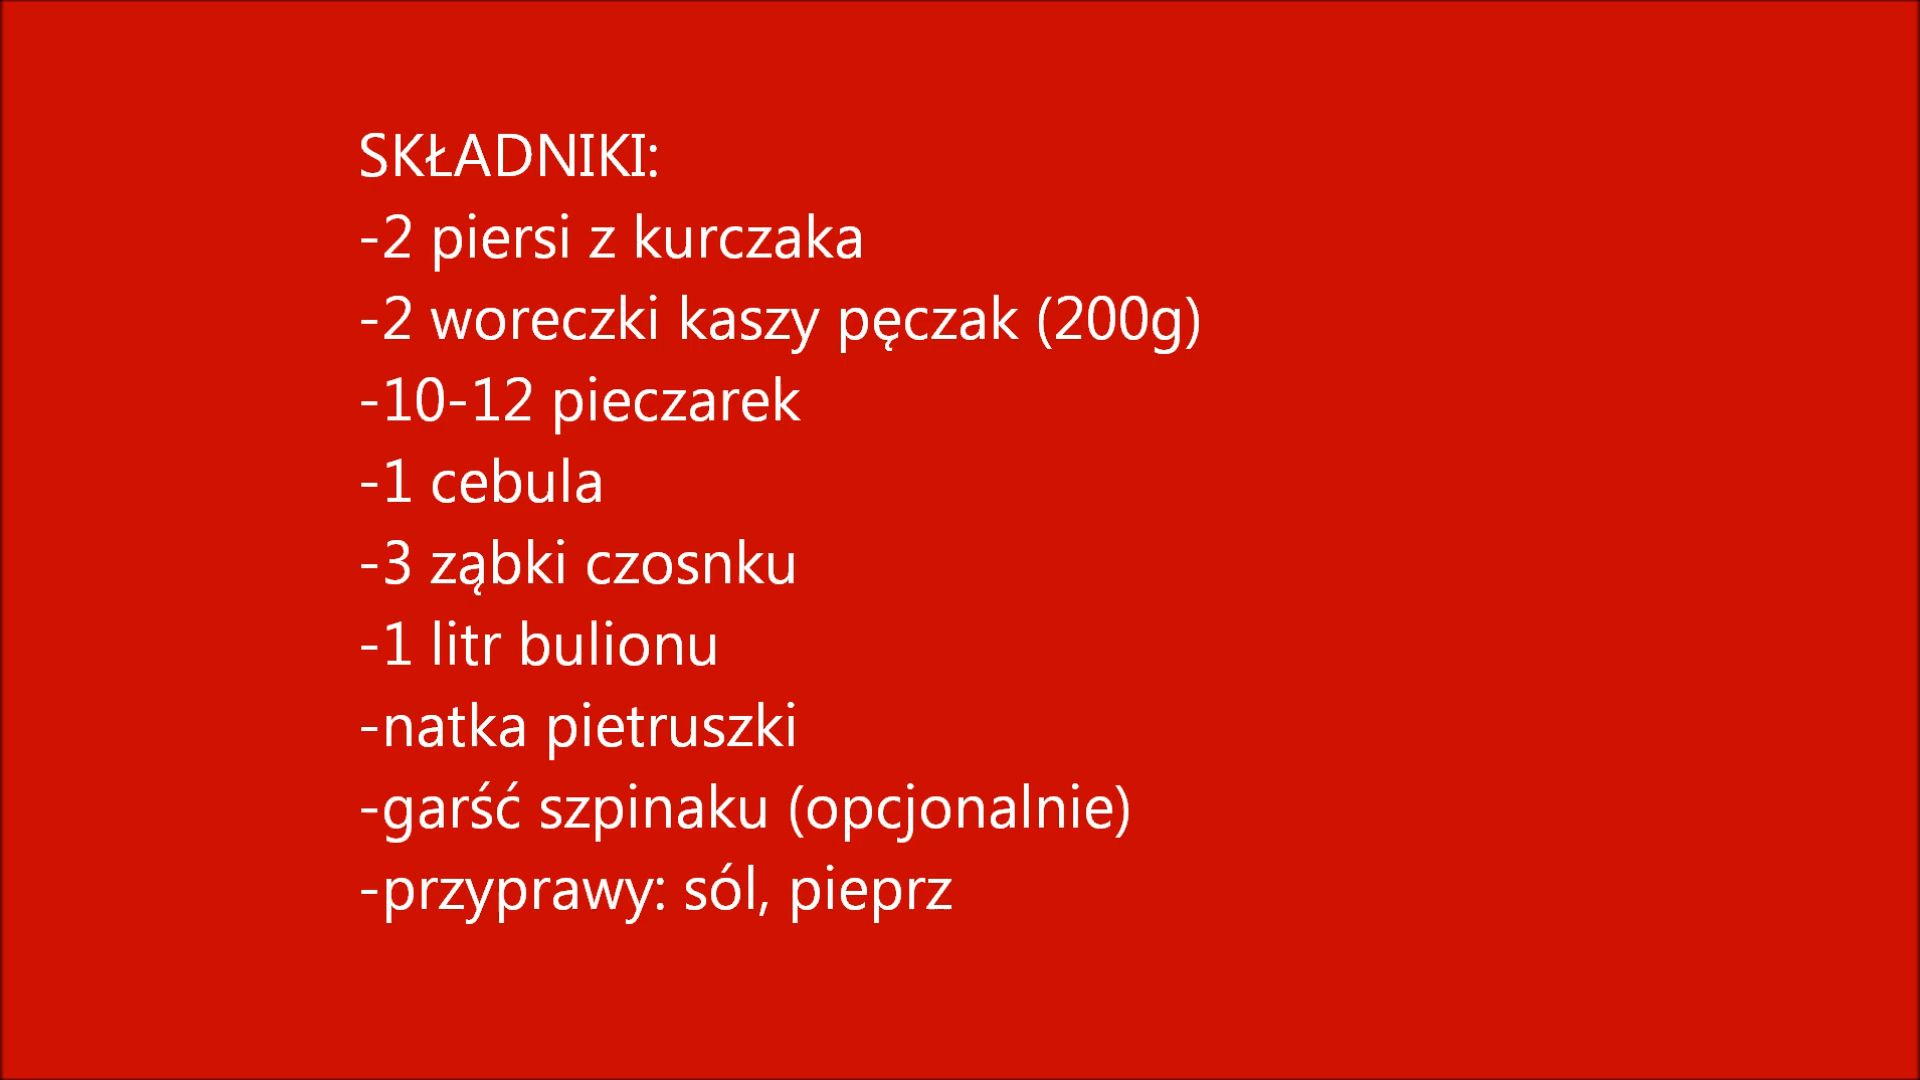 SKŁADNIKI:
-2 piersi z kurczaka
-2 woreczki kaszy pęczak (200g)
-10-12 pieczarek
-1 cebula
-3 ząbki czosnku
-1 litr bulionu
-natka pietruszki
-garść szpinaku (opcjonalnie)
-przyprawy: sól, pieprz